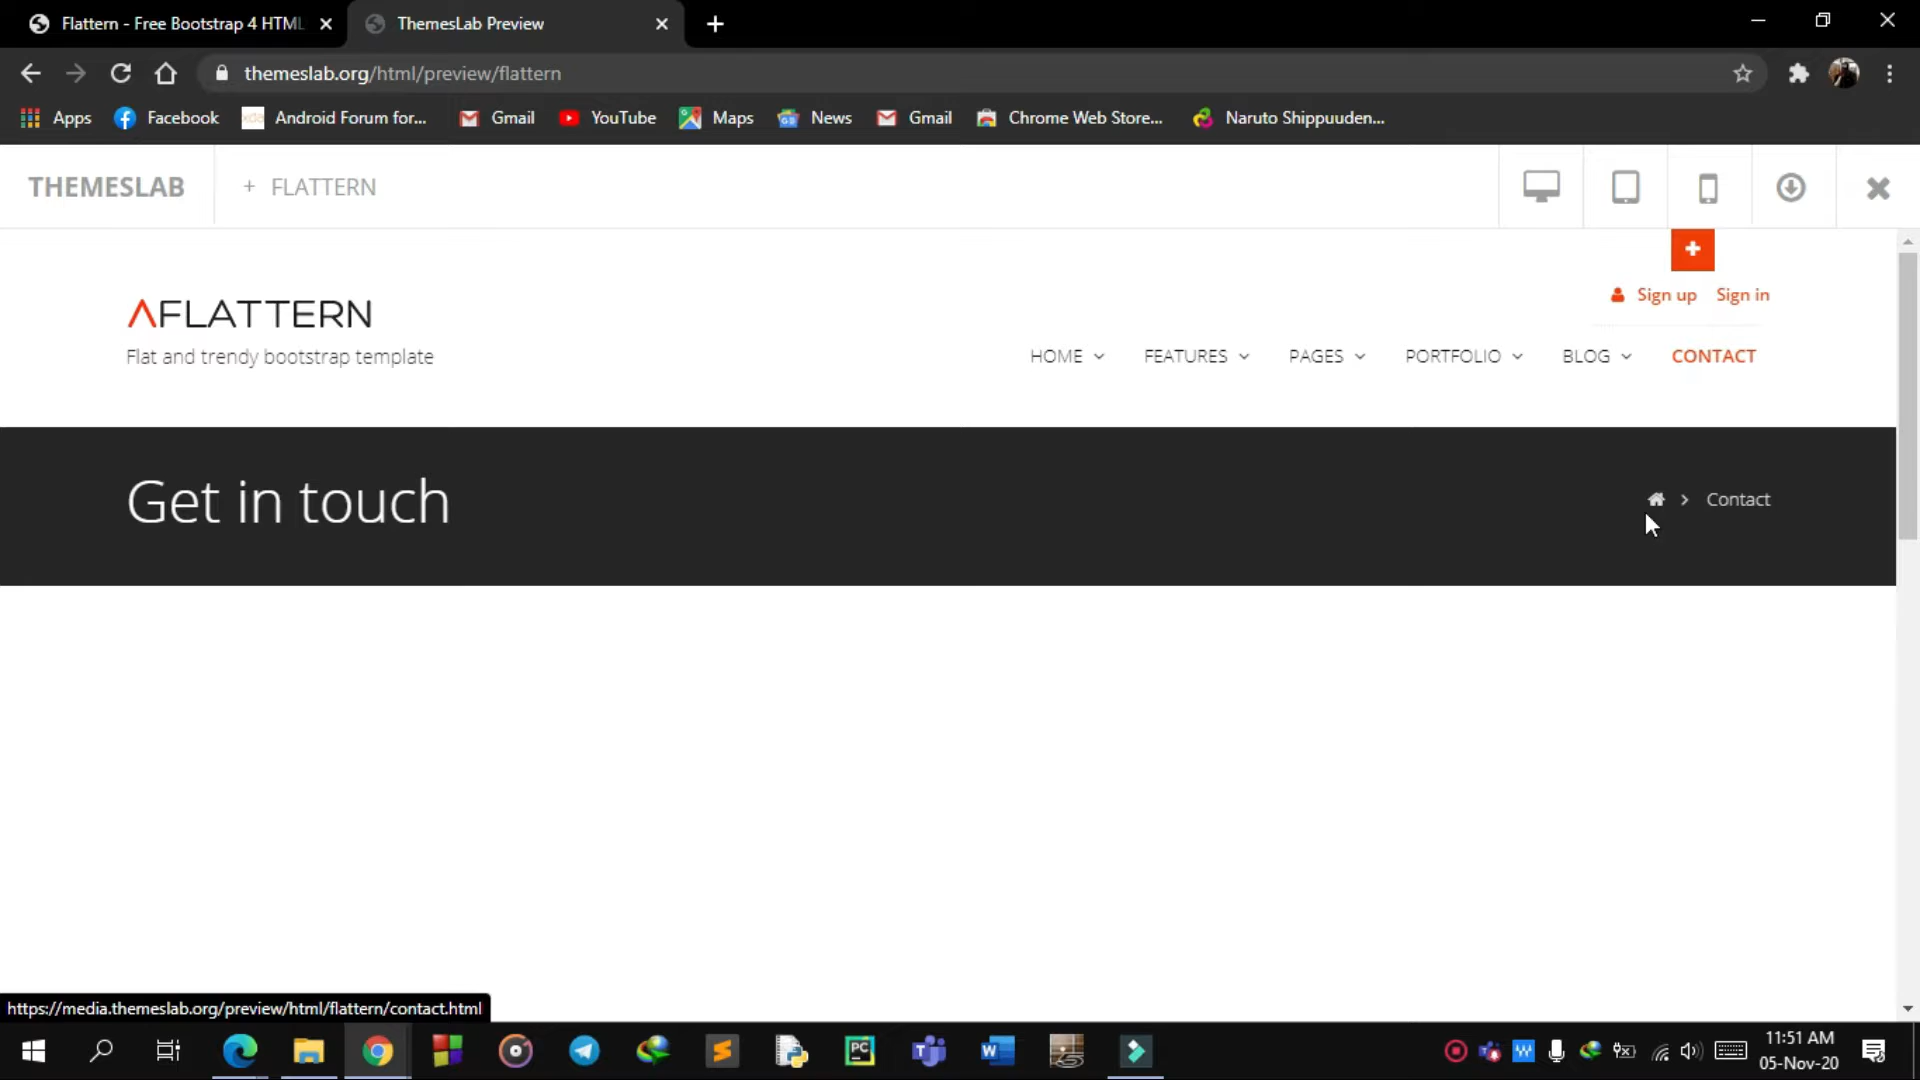 Flattern - Free Bootstrap 4 HTML
ThemesLab Preview
themeslab.org/html/preview/flattern
Apps
Facebook
Android Forum for...
Gmail
YouTube
Maps
News
Gmail
Chrome Web Store...
Naruto Shippuuden...
THEMESLAB
+ FLATTERN
Sign up Sign in
FLATTERN
Flat and trendy bootstrap template
HOME FEATURES PAGES PORTFOLIO BLOG CONTACT
Get in touch
Contact
https://media.themeslab.org/preview/html/flattern/contact.html
11:51 AM
05-Nov-20